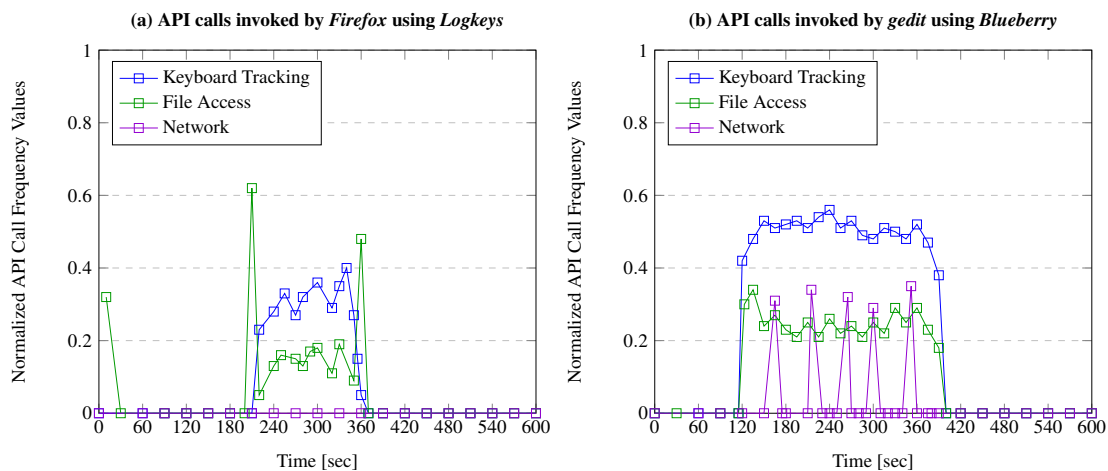 (a) API calls invoked by Firefox using Logkeys
Normalized API Call Frequency Values
1
0.8
0.6
0.4
0.2
0
Keyboard Tracking
File Access
Network
0 60 120 180 240 300 360 420 480 540 600
Time [sec]
(b) API calls invoked by gedit using Blueberry
Normalized API Call Frequency Values
1
0.8
0.6
0.4
0.2
0
Keyboard Tracking
File Access
Network
0 60 120 180 240 300 360 420 480 540 600
Time [sec]